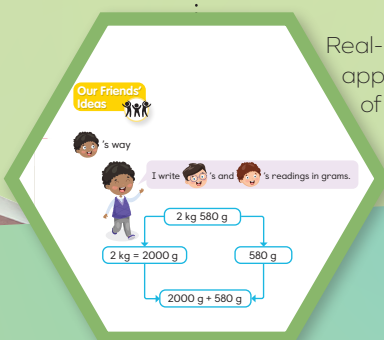 Real-
app
of
Our Friends'
Ideas
's way
I write 's and 's readings in grams.
2 kg 580 g
2 kg = 2000 g
580 g
2000 g + 580 g